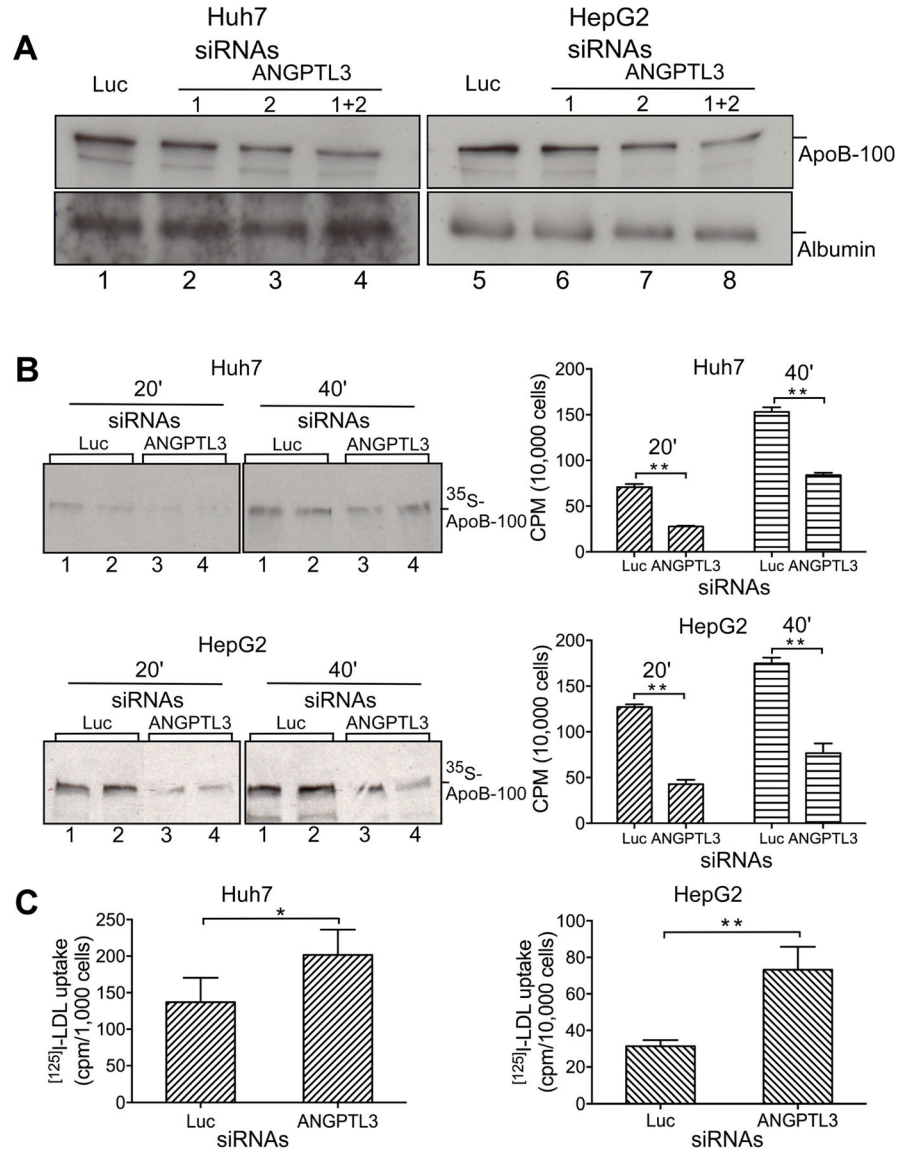 A
Huh7
siRNAs
Luc
ANGPTL3
1 2 1+2
HepG2
siRNAs
Luc
ANGPTL3
1 2 1+2
ApoB-100
Albumin
1 2 3 4 5 6 7 8
B
Huh7
20' 40'
siRNAs siRNAs
Luc ANGPTL3 Luc ANGPTL3
35S-
ApoB-100
1 2 3 4 1 2 3 4
Huh7
CPM (10,000 cells)
200
150
100
50
0
20'
**
40'
**
Luc ANGPTL3 Luc ANGPTL3
siRNAs
HepG2
20' 40'
siRNAs siRNAs
Luc ANGPTL3 Luc ANGPTL3
35S-
ApoB-100
1 2 3 4 1 2 3 4
HepG2
CPM (10,000 cells)
200
150
100
50
0
20'
**
40'
**
Luc ANGPTL3 Luc ANGPTL3
siRNAs
C
Huh7
[125]I-LDL uptake
(cpm/1,000 cells)
250
200
150
100
50
0
*
Luc ANGPTL3
siRNAs
HepG2
[125]I-LDL uptake
(cpm/10,000 cells)
100
80
60
40
20
0
**
Luc ANGPTL3
siRNAs